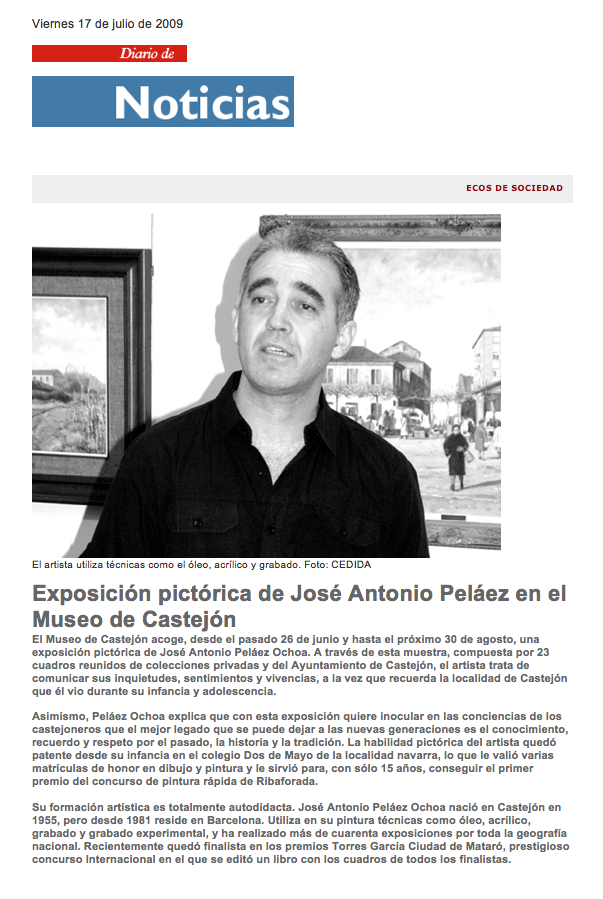 Viernes 17 de julio de 2009
Diario de
Noticias
ECOS DE SOCIEDAD
El artista utiliza técnicas como el óleo, acrílico y grabado. Foto: CEDIDA
Exposición pictórica de José Antonio Peláez en el
Museo de Castejón
El Museo de Castejón acoge, desde el pasado 26 de junio y hasta el próximo 30 de agosto, una
exposición pictórica de José Antonio Peláez Ochoa. A través de esta muestra, compuesta por 23
cuadros reunidos de colecciones privadas y del Ayuntamiento de Castejón, el artista trata de
comunicar sus inquietudes, sentimientos y vivencias, a la vez que recuerda la localidad de Castejón
que él vio durante su infancia y adolescencia.
Asimismo, Peláez Ochoa explica que con esta exposición quiere inocular en las conciencias de los
castejoneros que el mejor legado que se puede dejar a las nuevas generaciones es el conocimiento,
recuerdo y respeto por el pasado, la historia y la tradición. La habilidad pictórica del artista quedó
patente desde su infancia en el colegio Dos de Mayo de la localidad navarra, lo que le valió varias
matrículas de honor en dibujo y pintura y le sirvió para, con sólo 15 años, conseguir el primer
premio del concurso de pintura rápida de Ribaforada.
Su formación artística es totalmente autodidacta. José Antonio Peláez Ochoa nació en Castejón en
1955, pero desde 1981 reside en Barcelona. Utiliza en su pintura técnicas como óleo, acrílico,
grabado y grabado experimental, y ha realizado más de cuarenta exposiciones por toda la geografía
nacional. Recientemente quedó finalista en los premios Torres García Ciudad de Mataró, prestigioso
concurso Internacional en el que se editó un libro con los cuadros de todos los finalistas.